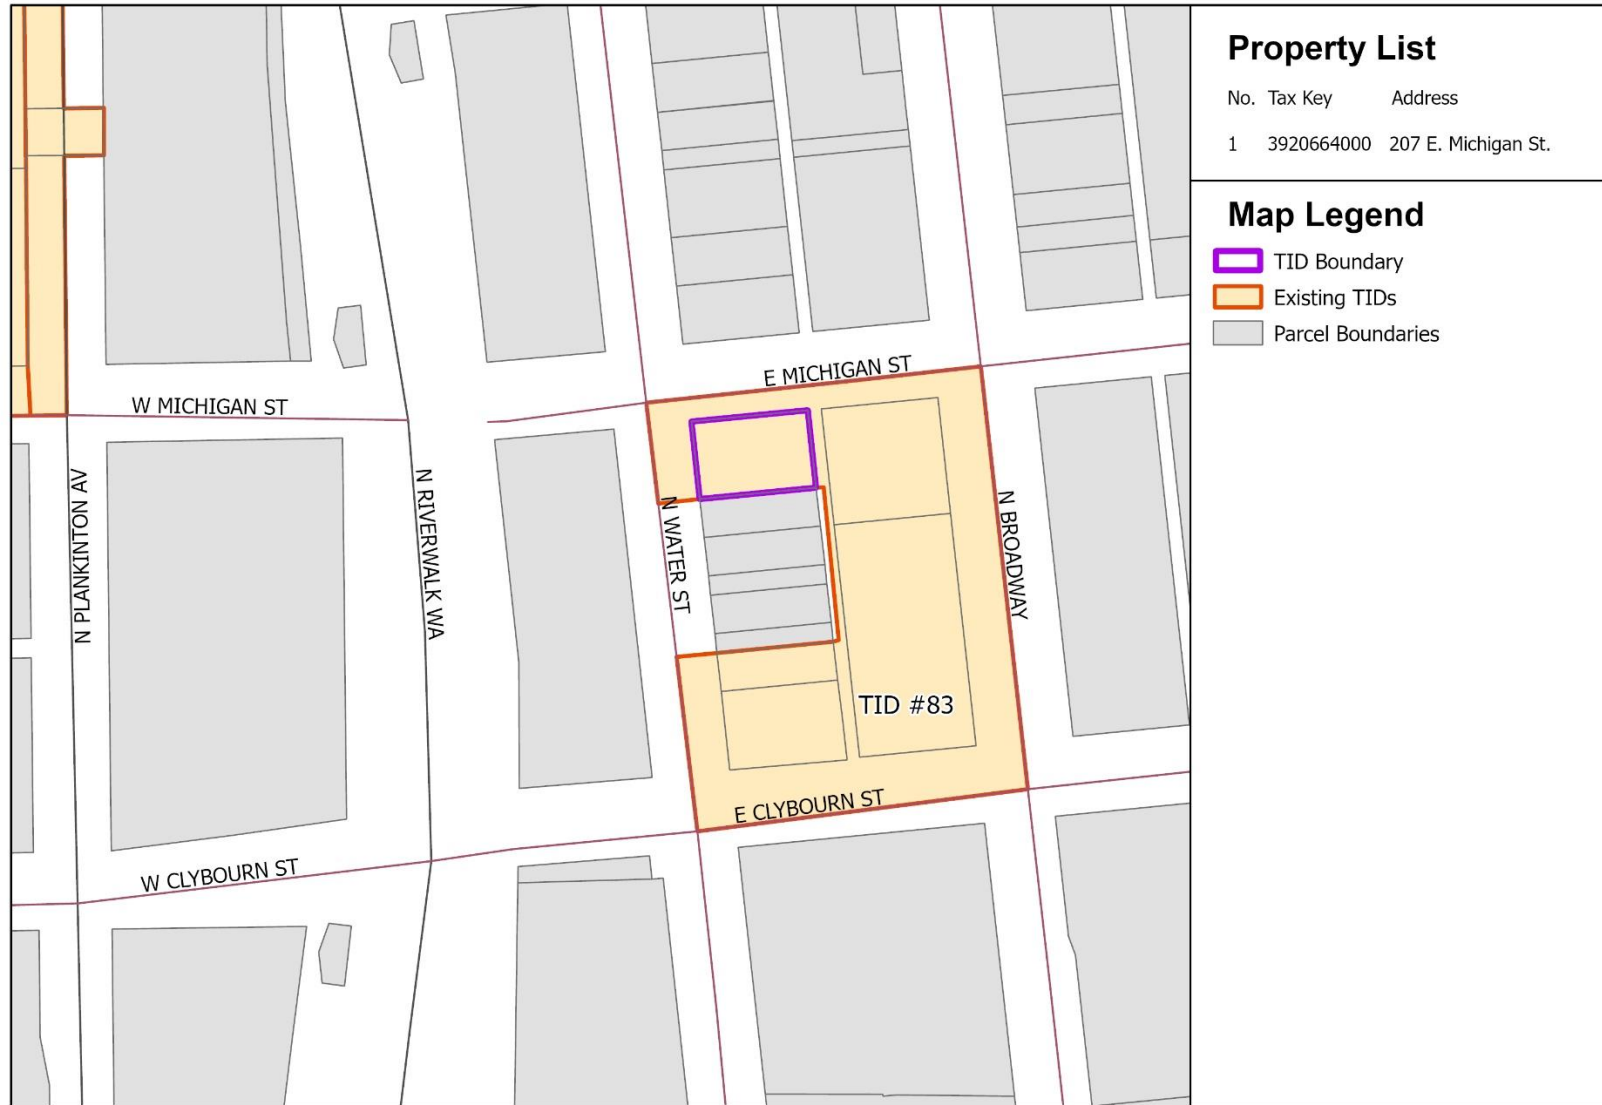 Property List
No. Tax Key Address
1 3920664000 207 E. Michigan St.
Map Legend
TID Boundary
Existing TIDs
Parcel Boundaries
E MICHIGAN ST
W MICHIGAN ST
N PLANKINTON AV
N RIVERWALK WA
N WATER ST
N BROADWAY
TID #83
E CLYBOURN ST
W CLYBOURN ST